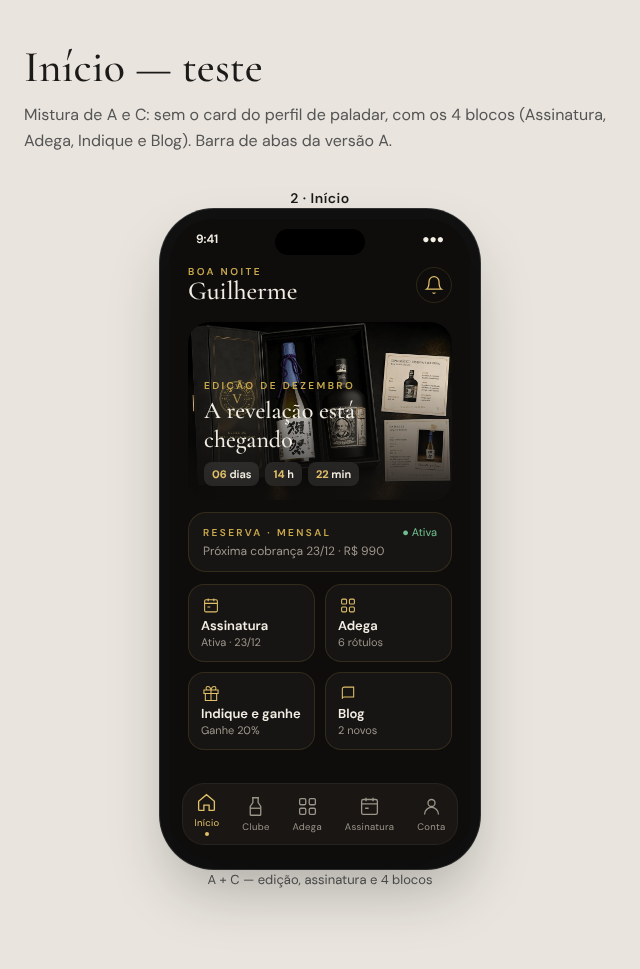 Início — teste
Mistura de A e C: sem o card do perfil de paladar, com os 4 blocos (Assinatura,
Adega, Indique e Blog). Barra de abas da versão A.
2 · Início
9:41
BOA NOITE
Guilherme
EDIÇÃO DE DEZEMBRO
V
A revelação está
chegando
06 dias 14 h 22 min
RESERVA · MENSAL
Ativa
Próxima cobrança 23/12 · R$ 990
Assinatura
Ativa · 23/12
Adega
6 rótulos
Indique e ganhe
Ganhe 20%
Blog
2 novos
Início Clube Adega Assinatura Conta
A + C — edição, assinatura e 4 blocos